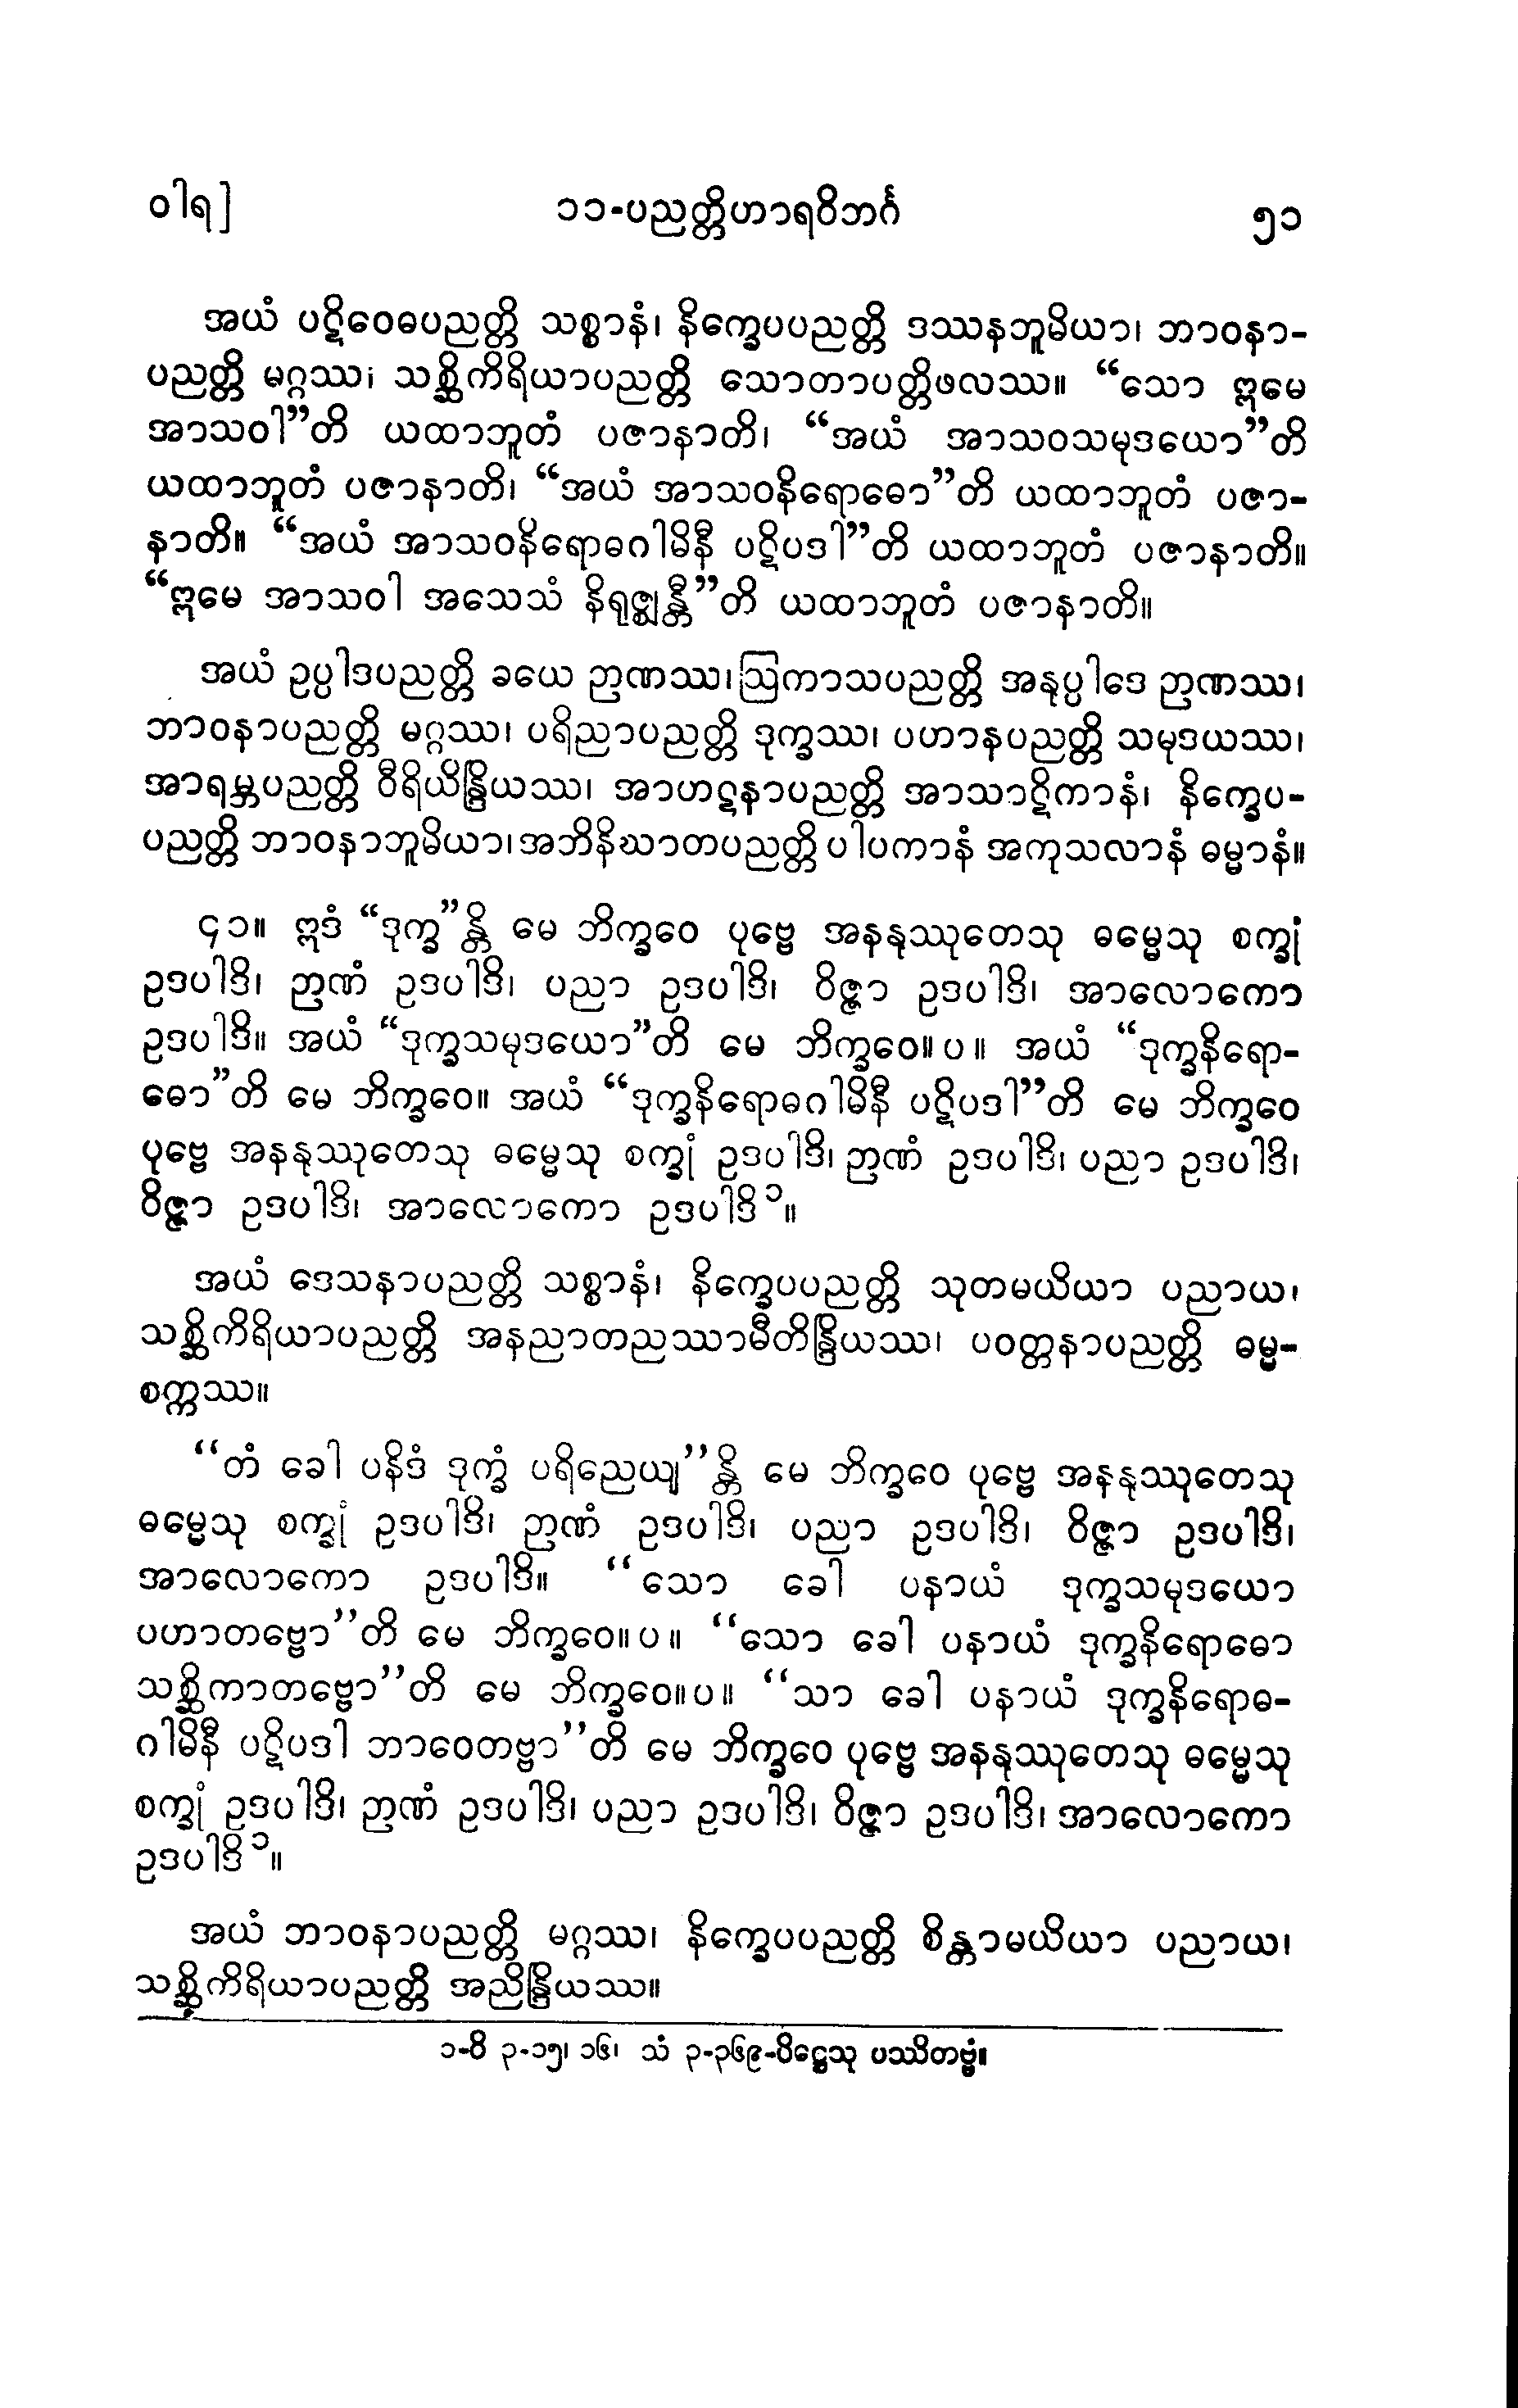 ဝါရ] ၁၁-ပညတ္တိဟာရဝိဘင်္ဂ ၅၁
အယံ ပဋိဝေဓပညတ္တိ သစ္စာနံ၊ နိက္ခေပပညတ္တိ ဒဿနဘူမိယာ၊ ဘာဝနာ-
ပညတ္တိ မဂ္ဂဿ၊ သစ္ဆိကိရိယာပညတ္တိ သောတာပတ္တိဖလဿ။ “သော ဣမေ
အာသဝါ”တိ ယထာဘူတံ ပဇာနာတိ၊ “အယံ အာသဝသမုဒယော”တိ
ယထာဘူတံ ပဇာနာတိ၊ “အယံ အာသဝနိရောဓော”တိ ယထာဘူတံ ပဇာ-
နာတိ။ “အယံ အာသဝနိရောဓဂါမိနီ ပဋိပဒါ”တိ ယထာဘူတံ ပဇာနာတိ။
“ဣမေ အာသဝါ အသေသံ နိရုဇ္ဈန္တီ”တိ ယထာဘူတံ ပဇာနာတိ။
အယံ ဥပ္ပါဒပညတ္တိ ခယေ ဉာဏဿ၊ ဩကာသပညတ္တိ အနုပ္ပါဒေ ဉာဏဿ၊
ဘာဝနာပညတ္တိ မဂ္ဂဿ၊ ပရိညာပညတ္တိ ဒုက္ခဿ၊ ပဟာနပညတ္တိ သမုဒယဿ၊
အာရမ္ဘပညတ္တိ ဝီရိယိန္ဒြိယဿ၊ အာဟဋနာပညတ္တိ အာသာဋိကာနံ၊ နိက္ခေပ-
ပညတ္တိ ဘာဝနာဘူမိယာ၊ အဘိနိဃာတပညတ္တိ ပါပကာနံ အကုသလာနံ ဓမ္မာနံ။
၄၁။ ဣဒံ “ဒုက္ခ”န္တိ မေ ဘိက္ခဝေ ပုဗ္ဗေ အနနုဿုတေသု ဓမ္မေသု စက္ခုံ
ဥဒပါဒိ၊ ဉာဏံ ဥဒပါဒိ၊ ပညာ ဥဒပါဒိ၊ ဝိဇ္ဇာ ဥဒပါဒိ၊ အာလောကော
ဥဒပါဒိ။ အယံ “ဒုက္ခသမုဒယော”တိ မေ ဘိက္ခဝေ။ ပ ။ အယံ “ဒုက္ခနိရော-
ဓော”တိ မေ ဘိက္ခဝေ။ အယံ “ဒုက္ခနိရောဓဂါမိနီ ပဋိပဒါ”တိ မေ ဘိက္ခဝေ
ပုဗ္ဗေ အနနုဿုတေသု ဓမ္မေသု စက္ခုံ ဥဒပါဒိ၊ ဉာဏံ ဥဒပါဒိ၊ ပညာ ဥဒပါဒိ၊
ဝိဇ္ဇာ ဥဒပါဒိ၊ အာလောကော ဥဒပါဒိ ၁။
အယံ ဒေသနာပညတ္တိ သစ္စာနံ၊ နိက္ခေပပညတ္တိ သုတမယိယာ ပညာယ၊
သစ္ဆိကိရိယာပညတ္တိ အနညာတညဿာမီတိန္ဒြိယဿ၊ ပဝတ္တနာပညတ္တိ ဓမ္မ-
စက္ကဿ။
“တံ ခေါ ပနိဒံ ဒုက္ခံ ပရိညေယျ”န္တိ မေ ဘိက္ခဝေ ပုဗ္ဗေ အနနုဿုတေသု
ဓမ္မေသု စက္ခုံ ဥဒပါဒိ၊ ဉာဏံ ဥဒပါဒိ၊ ပညာ ဥဒပါဒိ၊ ဝိဇ္ဇာ ဥဒပါဒိ၊
အာလောကော ဥဒပါဒိ။ “သော ခေါ ပနာယံ ဒုက္ခသမုဒယော
ပဟာတဗ္ဗော”တိ မေ ဘိက္ခဝေ။ ပ ။ “သော ခေါ ပနာယံ ဒုက္ခနိရောဓော
သစ္ဆိကာတဗ္ဗော”တိ မေ ဘိက္ခဝေ။ပ။ “သာ ခေါ ပနာယံ ဒုက္ခနိရောဓ-
ဂါမိနီ ပဋိပဒါ ဘာဝေတဗ္ဗာ”တိ မေ ဘိက္ခဝေ ပုဗ္ဗေ အနနုဿုတေသု ဓမ္မေသု
စက္ခုံ ဥဒပါဒိ၊ ဉာဏံ ဥဒပါဒိ၊ ပညာ ဥဒပါဒိ၊ ဝိဇ္ဇာ ဥဒပါဒိ၊ အာလောကော
ဥဒပါဒိ ၁။
အယံ ဘာဝနာပညတ္တိ မဂ္ဂဿ၊ နိက္ခေပပညတ္တိ စိန္တာမယိယာ ပညာယ၊
သစ္ဆိကိရိယာပညတ္တိ အညိန္ဒြိယဿ။
၁-ဝိ ၃-၁၅၊ ၁၆၊ သံ ၃-၃၆၉-ပိဋ္ဌေသု ပဿိတဗ္ဗံ။